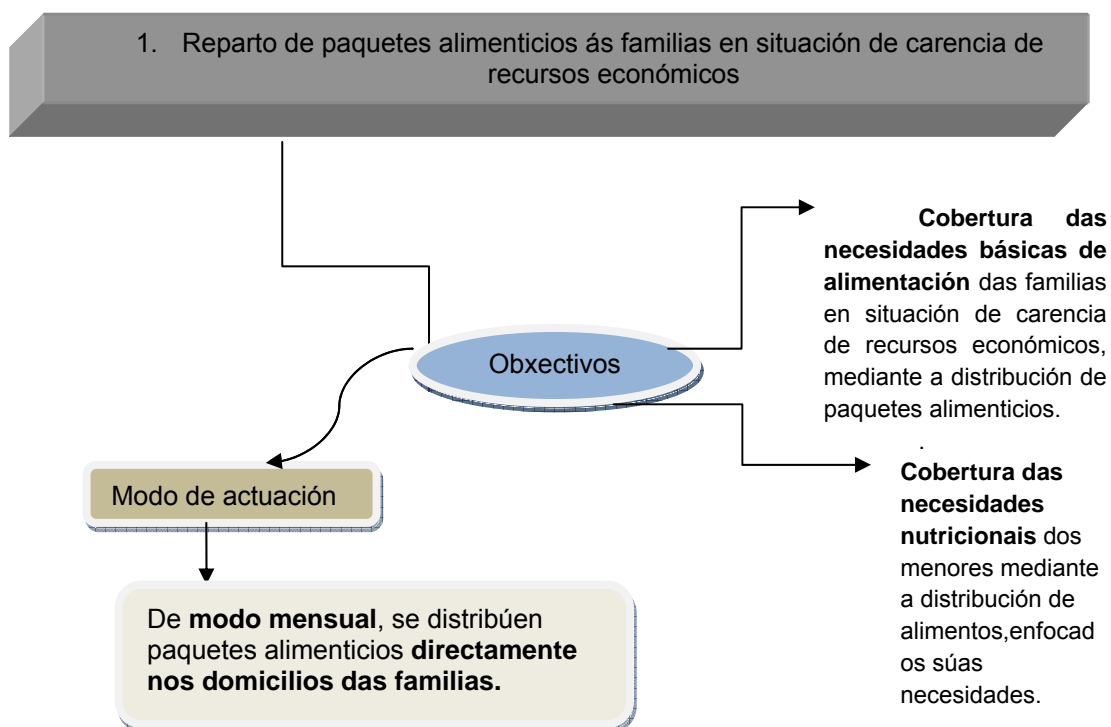 1. Reparto de paquetes alimenticios ás familias en situación de carencia de
recursos económicos
Cobertura das
necesidades básicas de
alimentación das familias
en situación de carencia
de recursos económicos,
mediante a distribución de
paquetes alimenticios.
.
Obxectivos
Cobertura das
necesidades
nutricionais dos
menores mediante
a distribución de
alimentos,enfocad
os súas
necesidades.
Modo de actuación
De modo mensual, se distribúen
paquetes alimenticios directamente
nos domicilios das familias.